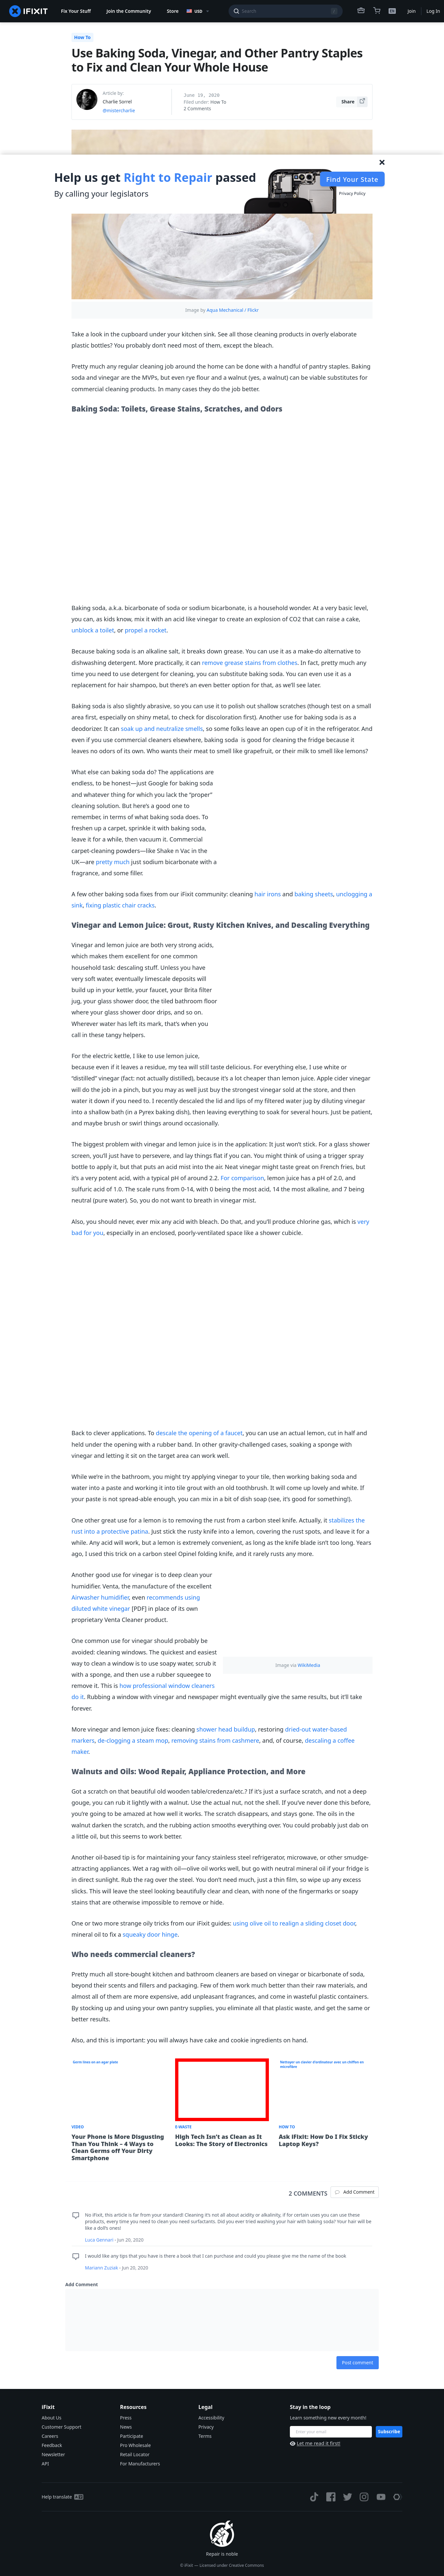 IFIXIT
Fix Your Stuff
Join the Community
Store
USD
Search
/
Join
Log In
How To
Use Baking Soda, Vinegar, and Other Pantry Staples
to Fix and Clean Your Whole House
Article by:
Charlie Sorrel
@mistercharlie
June 19, 2020
Filed under: How To
2 Comments
Share
Help us get Right to Repair passed
By calling your legislators
Find Your State
Privacy Policy
Image by Aqua Mechanical / Flickr
Take a look in the cupboard under your kitchen sink. See all those cleaning products in overly elaborate
plastic bottles? You probably don't need most of them, except the bleach.
Pretty much any regular cleaning job around the home can be done with a handful of pantry staples. Baking
soda and vinegar are the MVPs, but even rye flour and a walnut (yes, a walnut) can be viable substitutes for
commercial cleaning products. In many cases they do the job better.
Baking Soda: Toilets, Grease Stains, Scratches, and Odors
Baking soda, a.k.a. bicarbonate of soda or sodium bicarbonate, is a household wonder. At a very basic level,
you can, as kids know, mix it with an acid like vinegar to create an explosion of CO2 that can raise a cake,
unblock a toilet, or propel a rocket.
Because baking soda is an alkaline salt, it breaks down grease. You can use it as a make-do alternative to
dishwashing detergent. More practically, it can remove grease stains from clothes. In fact, pretty much any
time you need to use detergent for cleaning, you can substitute baking soda. You can even use it as a
replacement for hair shampoo, but there's an even better option for that, as we'll see later.
Baking soda is also slightly abrasive, so you can use it to polish out shallow scratches (though test on a small
area first, especially on shiny metal, to check for discoloration first). Another use for baking soda is as a
deodorizer. It can soak up and neutralize smells, so some folks leave an open cup of it in the refrigerator. And
even if you use commercial cleaners elsewhere, baking soda is good for cleaning the fridge because it
leaves no odors of its own. Who wants their meat to smell like grapefruit, or their milk to smell like lemons?
What else can baking soda do? The applications are
endless, to be honest—just Google for baking soda
and whatever thing for which you lack the "proper"
cleaning solution. But here's a good one to
remember, in terms of what baking soda does. To
freshen up a carpet, sprinkle it with baking soda,
leave it for a while, then vacuum it. Commercial
carpet-cleaning powders—like Shake n Vac in the
UK—are pretty much just sodium bicarbonate with a
fragrance, and some filler.
A few other baking soda fixes from our iFixit community: cleaning hair irons and baking sheets, unclogging a
sink, fixing plastic chair cracks.
Vinegar and Lemon Juice: Grout, Rusty Kitchen Knives, and Descaling Everything
Vinegar and lemon juice are both very strong acids,
which makes them excellent for one common
household task: descaling stuff. Unless you have
very soft water, eventually limescale deposits will
build up in your kettle, your faucet, your Brita filter
jug, your glass shower door, the tiled bathroom floor
where your glass shower door drips, and so on.
Wherever water has left its mark, that's when you
call in these tangy helpers.
For the electric kettle, I like to use lemon juice,
because even if it leaves a residue, my tea will still taste delicious. For everything else, I use white or
"distilled" vinegar (fact: not actually distilled), because it's a lot cheaper than lemon juice. Apple cider vinegar
will do the job in a pinch, but you may as well just buy the strongest vinegar sold at the store, and then
water it down if you need to. I recently descaled the lid and lips of my filtered water jug by diluting vinegar
into a shallow bath (in a Pyrex baking dish), then leaving everything to soak for several hours. Just be patient,
and maybe brush or swirl things around occasionally.
The biggest problem with vinegar and lemon juice is in the application: It just won't stick. For a glass shower
screen, you'll just have to persevere, and lay things flat if you can. You might think of using a trigger spray
bottle to apply it, but that puts an acid mist into the air. Neat vinegar might taste great on French fries, but it's
it's a very potent acid, with a typical pH of around 2.2. For comparison, lemon juice has a pH of 2.0, and
sulfuric acid of 1.0. The scale runs from 0-14, with 0 being the most acid, 14 the most alkaline, and 7 being
neutral (pure water). So, you do not want to breath in vinegar mist.
Also, you should never, ever mix any acid with bleach. Do that, and you'll produce chlorine gas, which is very
bad for you, especially in an enclosed, poorly-ventilated space like a shower cubicle.
Back to clever applications. To descale the opening of a faucet, you can use an actual lemon, cut in half and
held under the opening with a rubber band. In other gravity-challenged cases, soaking a sponge with
vinegar and letting it sit on the target area can work well.
While we're in the bathroom, you might try applying vinegar to your tile, then working baking soda and
water into a paste and working it into tile grout with an old toothbrush. It will come up lovely and white. If
your paste is not spread-able enough, you can mix in a bit of dish soap (see, it's good for something!).
One other great use for a lemon is to removing the rust from a carbon steel knife. Actually, it stabilizes the
rust into a protective patina. Just stick the rusty knife into a lemon, covering the rust spots, and leave it for a
while. Any acid will work, but a lemon is extremely convenient, as long as the knife blade isn't too long. Years
ago, I used this trick on a carbon steel Opinel folding knife, and it rarely rusts any more.
Another good use for vinegar is to deep clean your
humidifier. Venta, the manufacture of the excellent
Airwasher humidifier, even recommends using
diluted white vinegar [PDF] in place of its own
proprietary Venta Cleaner product.
Image via WikiMedia
One common use for vinegar should probably be
avoided: cleaning windows. The quickest and easiest
way to clean a window is to use soapy water, scrub it
with a sponge, and then use a rubber squeegee to
remove it. This is how professional window cleaners
do it. Rubbing a window with vinegar and newspaper might eventually give the same results, but it'll take
forever.
More vinegar and lemon juice fixes: cleaning shower head buildup, restoring dried-out water-based
markers, de-clogging a steam mop, removing stains from cashmere, and, of course, descaling a coffee
maker.
Walnuts and Oils: Wood Repair, Appliance Protection, and More
Got a scratch on that beautiful old wooden table/credenza/etc.? If it's just a surface scratch, and not a deep
gouge, you can rub it lightly with a walnut. Use the actual nut, not the shell. If you've never done this before,
you're going to be amazed at how well it works. The scratch disappears, and stays gone. The oils in the
walnut darken the scratch, and the rubbing action smooths everything over. You could probably just dab on
a little oil, but this seems to work better.
Another oil-based tip is for maintaining your fancy stainless steel refrigerator, microwave, or other smudge-
attracting appliances. Wet a rag with oil—olive oil works well, but go with neutral mineral oil if your fridge is
in direct sunlight. Rub the rag over the steel. You don't need much, just a thin film, so wipe up any excess
slicks. This will leave the steel looking beautifully clear and clean, with none of the fingermarks or soapy
stains that are otherwise impossible to remove or hide.
One or two more strange oily tricks from our iFixit guides: using olive oil to realign a sliding closet door,
mineral oil to fix a squeaky door hinge.
Who needs commercial cleaners?
Pretty much all store-bought kitchen and bathroom cleaners are based on vinegar or bicarbonate of soda,
beyond their scents and fillers and packaging. Few of them work much better than their raw materials, and
almost all of them are more expensive, add unpleasant fragrances, and come in wasteful plastic containers.
By stocking up and using your own pantry supplies, you eliminate all that plastic waste, and get the same or
better results.
Also, and this is important: you will always have cake and cookie ingredients on hand.
Germ lives on an agar plate
Nettoyer un clavier d'ordinateur avec un chiffon en
microfibre
VIDEO
Your Phone is More Disgusting
Than You Think – 4 Ways to
Clean Germs off Your Dirty
Smartphone
E-WASTE
High Tech Isn't as Clean as It
Looks: The Story of Electronics
HOW TO
Ask iFixit: How Do I Fix Sticky
Laptop Keys?
2 COMMENTS
Add Comment
No iFixit, this article is far from your standard! Cleaning it's not all about acidity or alkalinity, if for certain uses you can use these
products, every time you need to clean you need surfactants. Did you ever tried washing your hair with baking soda? Your hair will be
like a doll's ones!
Luca Gennari - Jun 20, 2020
I would like any tips that you have is there a book that I can purchase and could you please give me the name of the book
Mariann Zuziak - Jun 20, 2020
Add Comment
Post comment
iFixit
About Us
Customer Support
Careers
Feedback
Newsletter
API
Resources
Press
News
Participate
Pro Wholesale
Retail Locator
For Manufacturers
Legal
Accessibility
Privacy
Terms
Stay in the loop
Learn something new every month!
Enter your email
Subscribe
Let me read it first!
Help translate
Repair is noble
© iFixit — Licensed under Creative Commons